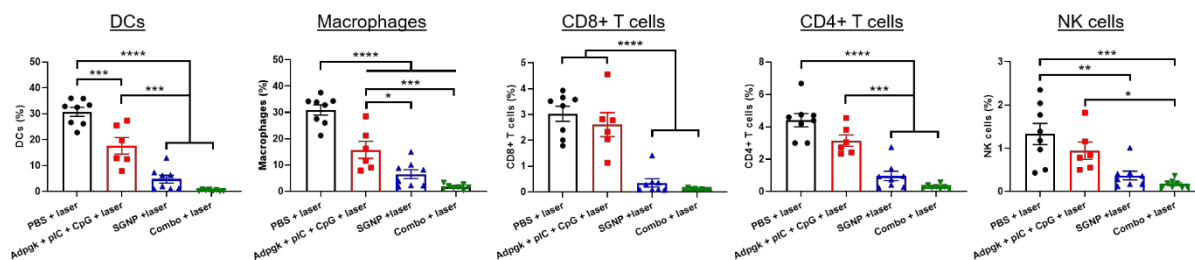 DCs
****
***
***
DCs (%)
50
40
30
20
10
0
PBS + laser
Adpgk + pIC + CpG + laser
SGNP +laser
Combo + laser
Macrophages
****
***
*
Macrophages (%)
50
40
30
20
10
0
PBS + laser
Adpgk + pIC + CpG + laser
SGNP +laser
Combo + laser
CD8+ T cells
****
CD8+ T cells (%)
5
4
3
2
1
0
PBS + laser
Adpgk + pIC + CpG + laser
SGNP+laser
Combo + laser
CD4+ T cells
****
***
CD4+ T cells (%)
8
6
4
2
0
PBS + laser
Adpgk + pIC + CpG + laser
SGNP +laser
Combo + laser
NK cells
***
**
*
NK cells (%)
3
2
1
0
PBS + laser
Adpgk + pIC + CpG + laser
SGNP +laser
Combo + laser